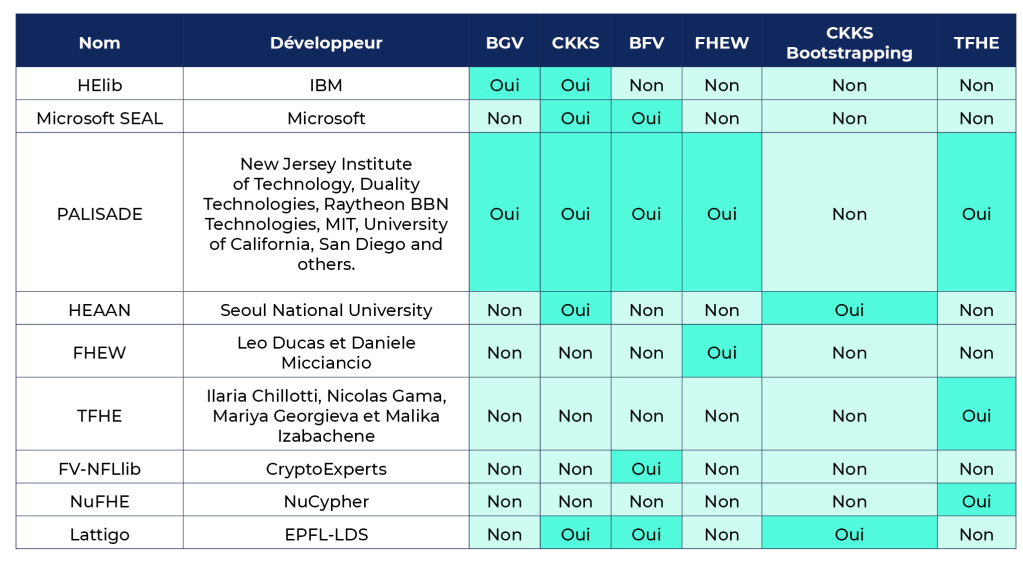 Nom Développeur BGV CKKS BFV FHEW CKKS Bootstrapping TFHE
HElib IBM Oui Oui Non Non Non Non
Microsoft SEAL Microsoft Non Oui Oui Non Non Non
New Jersey Institute
of Technology, Duality
Technologies, Raytheon BBN
PALISADE Technologies, MIT, University Oui Oui Oui Oui Non Oui
of California, San Diego and
others.
HEAAN Seoul National University Non Oui Non Non Oui Non
Leo Ducas et Daniele
FHEW Micciancio Non Non Non Oui Non Non
Ilaria Chillotti, Nicolas Gama,
TFHE Mariya Georgieva et Malika Non Non Non Non Non Oui
Izabachene
FV-NFLlib CryptoExperts Non Non Oui Non Non Non
NuFHE NuCypher Non Non Non Non Non Oui
Lattigo EPFL-LDS Non Oui Oui Non Oui Non